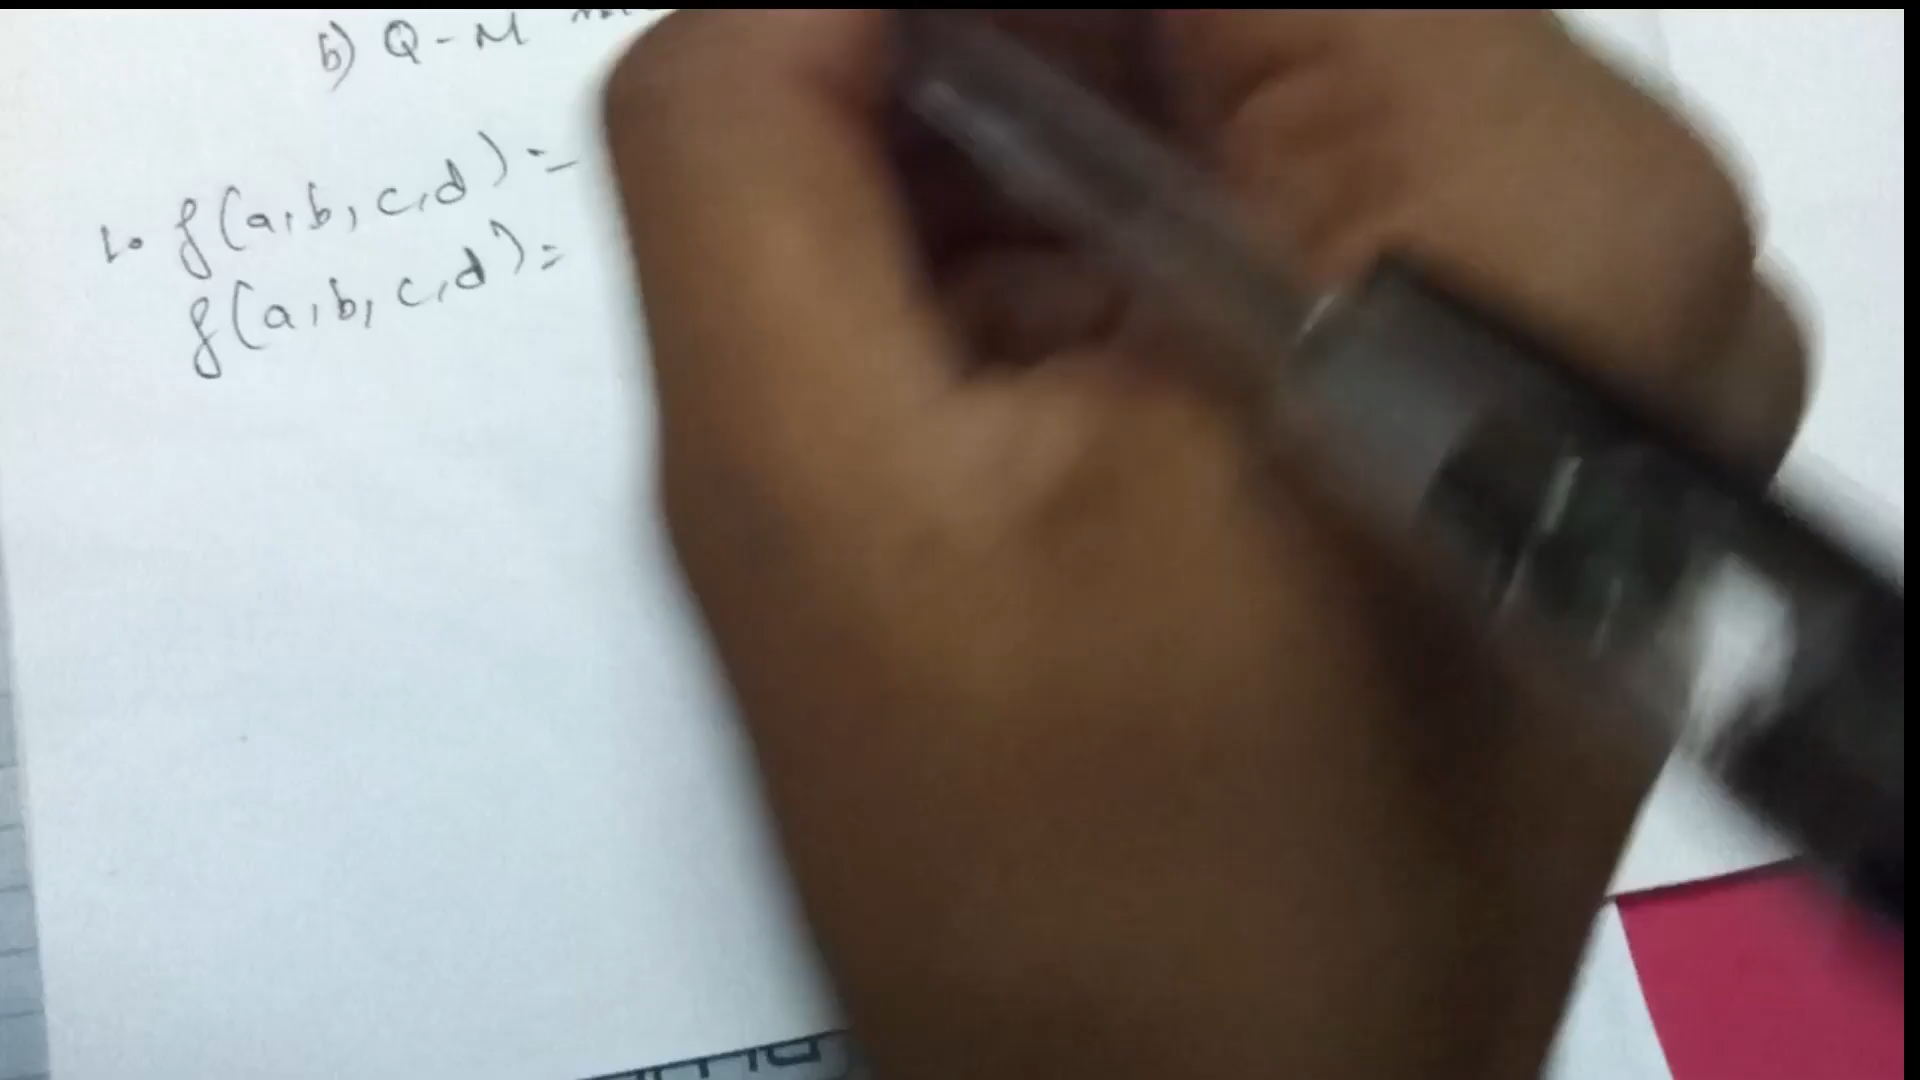 b) Q-M
1. f(a,b,c,d) =
f(a,b,c,d) =